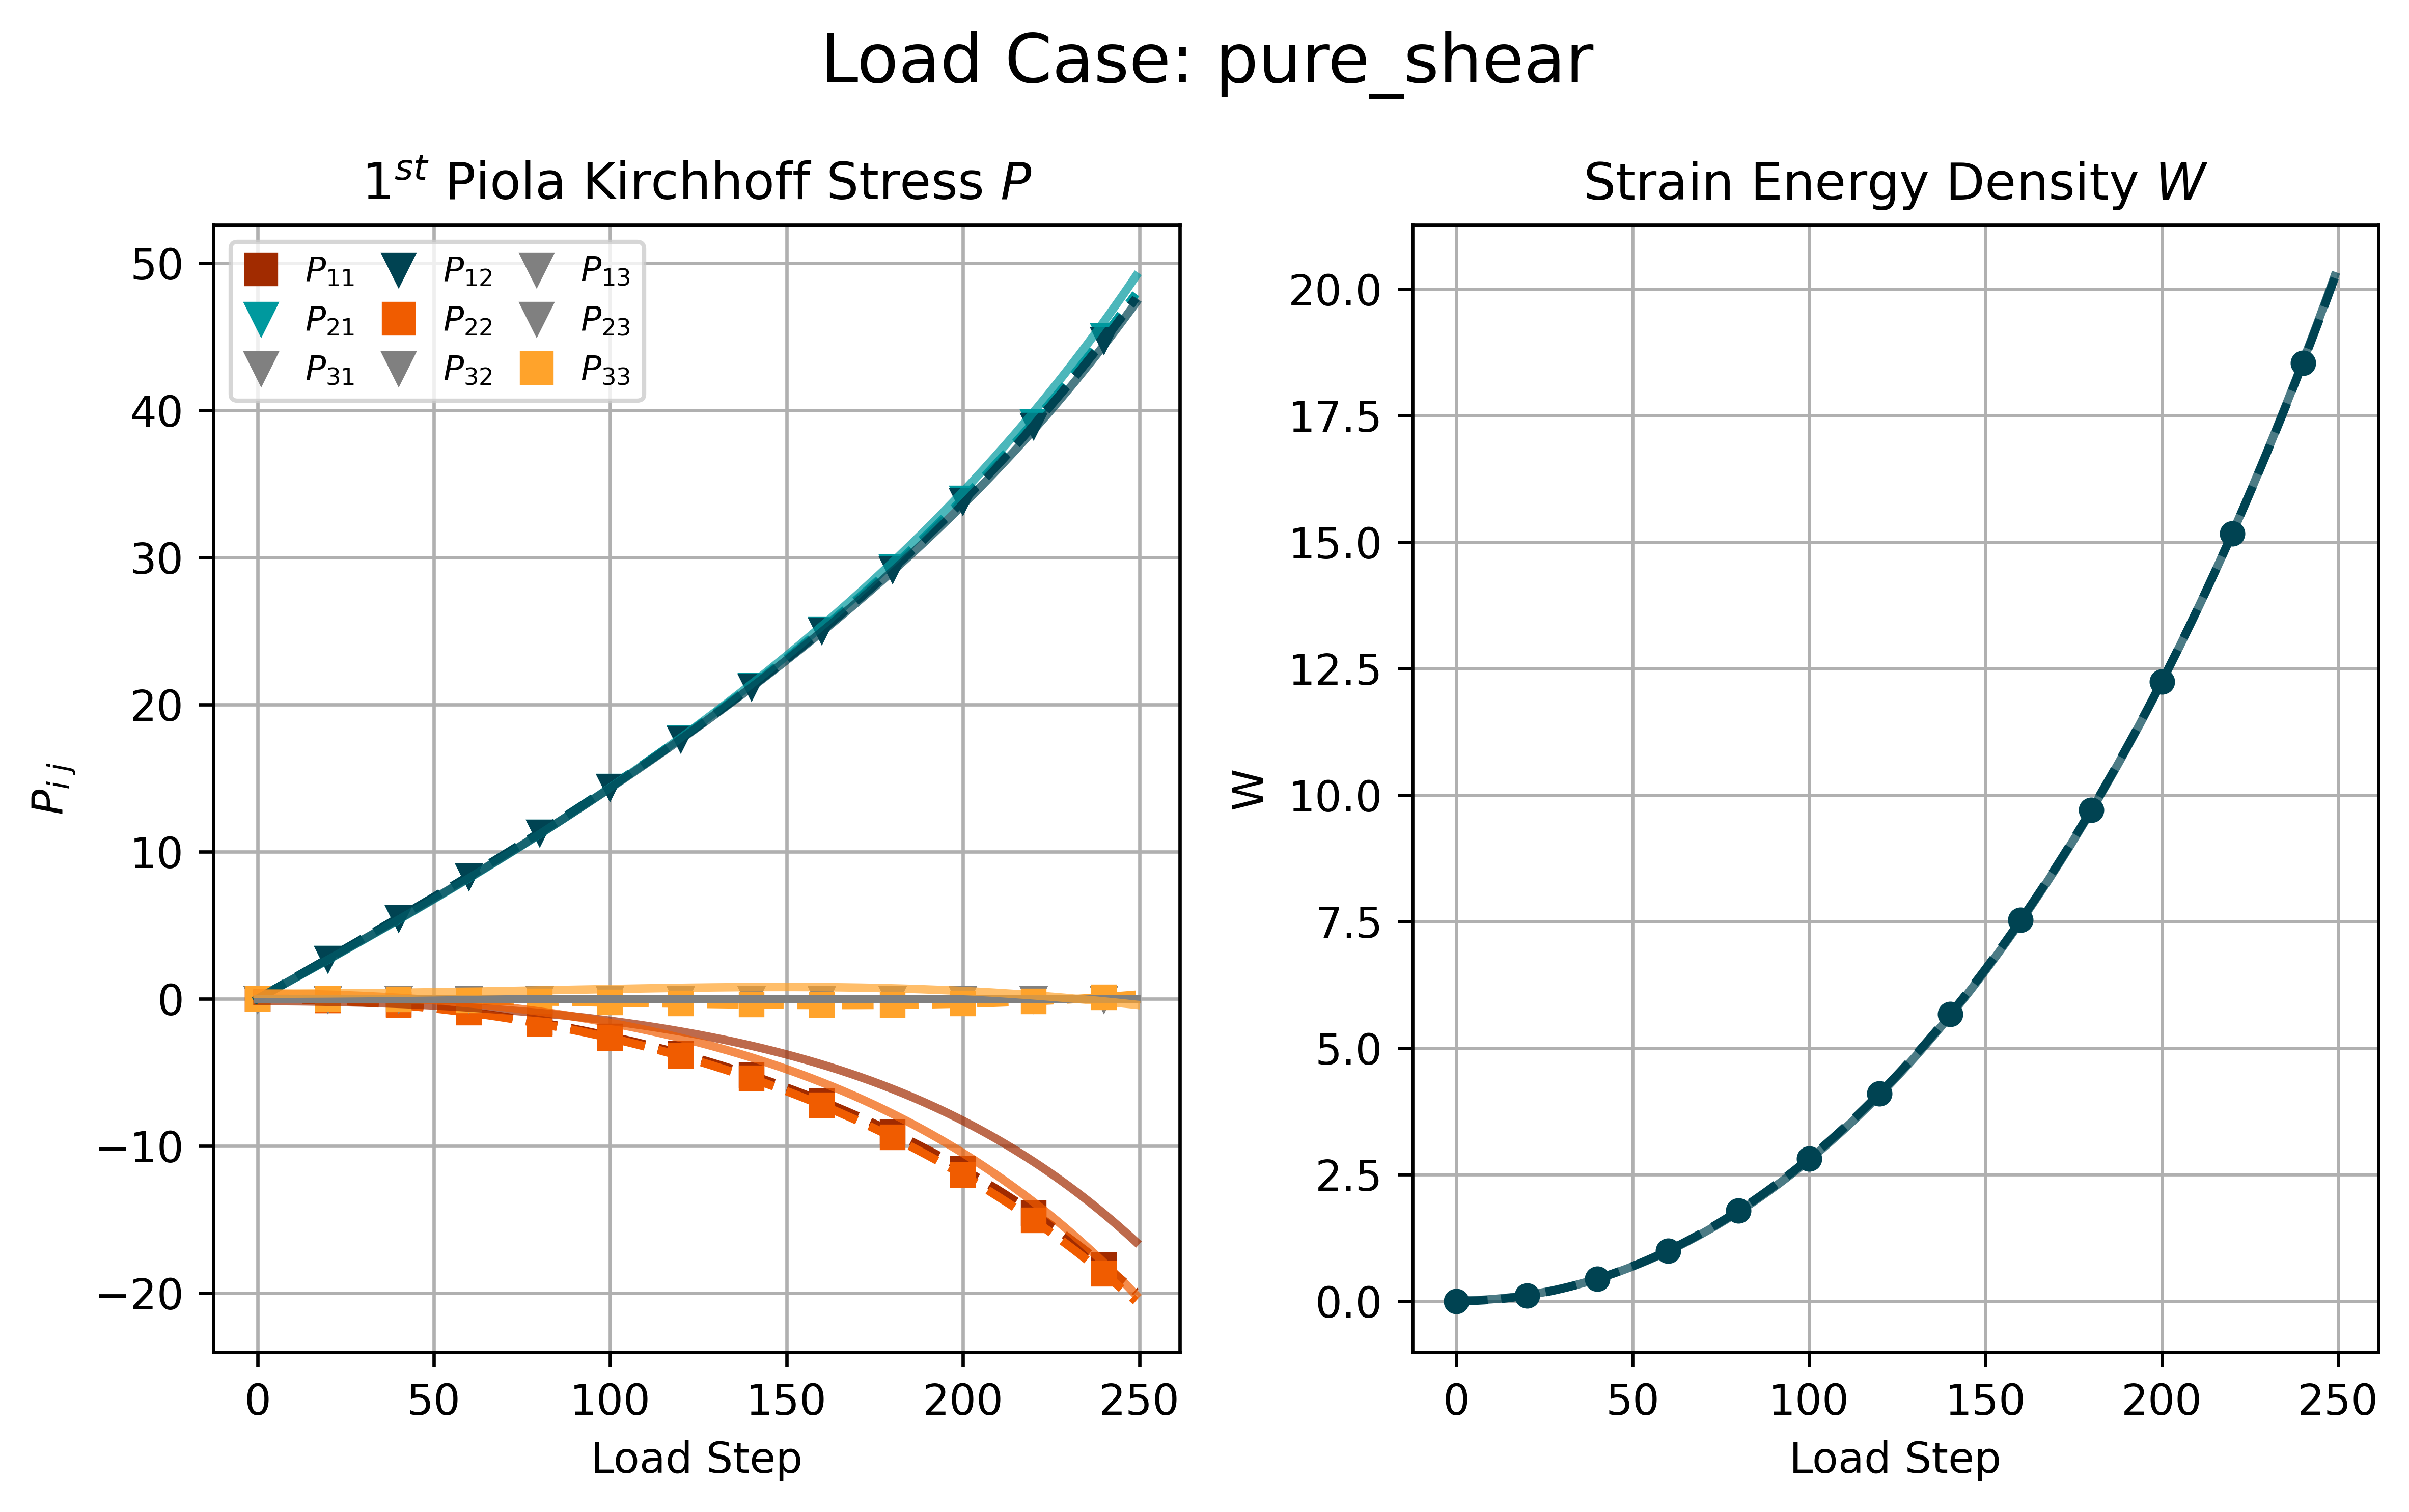 Load Case: pure_shear
1st Piola Kirchhoff Stress P
P11 P12 P13
P21 P22 P23
P31 P32 P33
50
40
30
20
10
0
−10
−20
Pi j
0 50 100 150 200 250
Load Step
Strain Energy Density W
20.0
17.5
15.0
12.5
10.0
7.5
5.0
2.5
0.0
W
0 50 100 150 200 250
Load Step